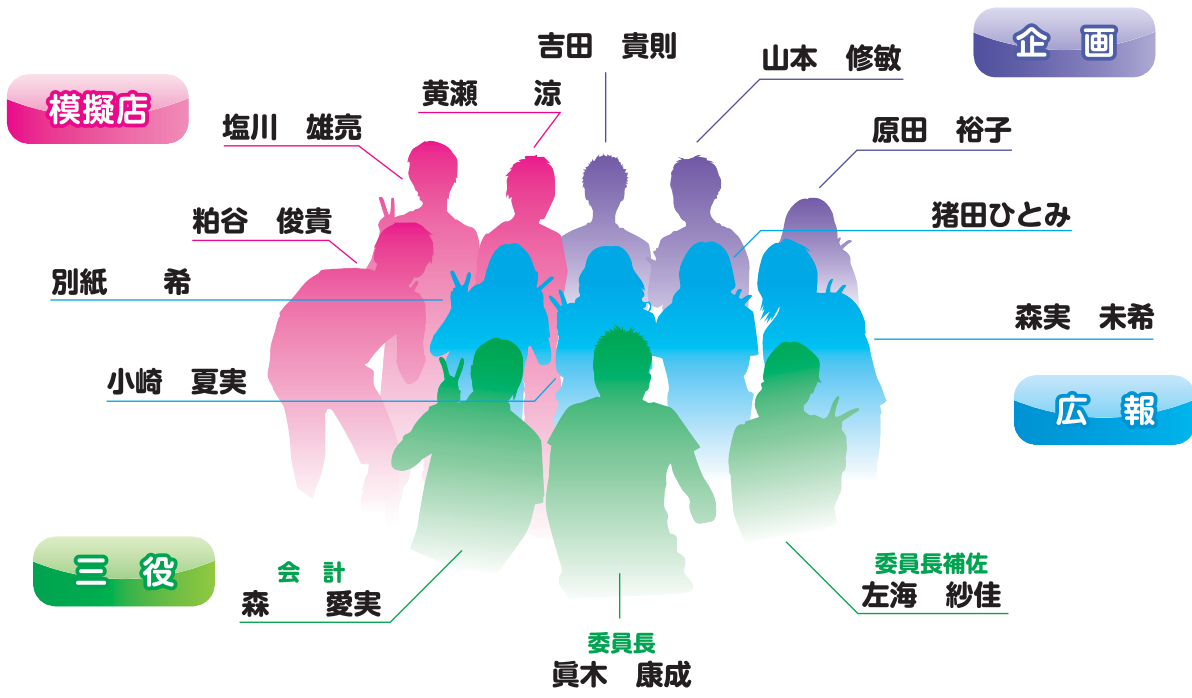 企　画
吉田　貴則
山本　修敏
模擬店
黄瀬　　涼
塩川　雄亮
原田　裕子
粕谷　俊貴
猪田ひとみ
別紙　　希
森実　未希
小崎　夏実
広　報
三　役
会　計
森　　愛実
委員長補佐
左海　紗佳
委員長
眞木　康成